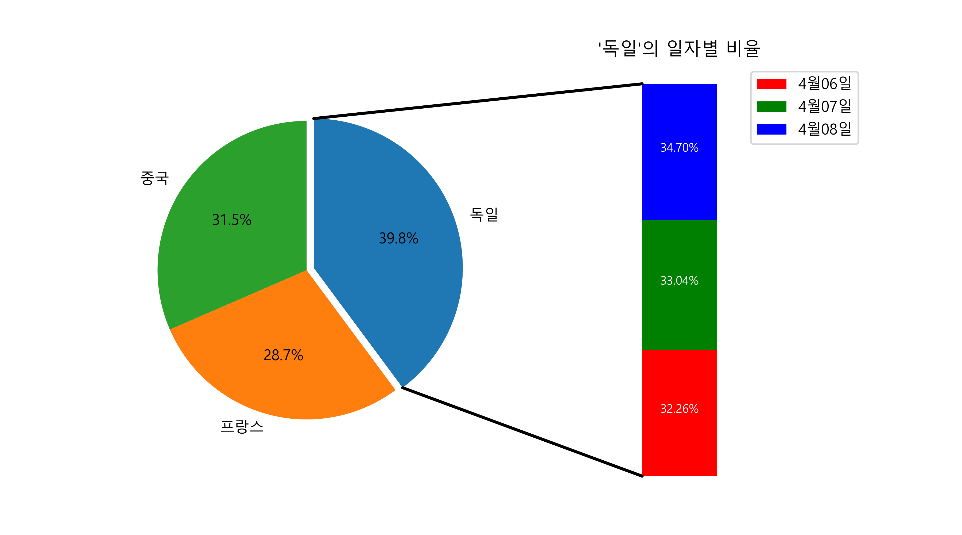 '독일'의 일자별 비율
4월06일
4월07일
4월08일
중국
31.5%
독일
39.8%
28.7%
프랑스
34.70%
33.04%
32.26%